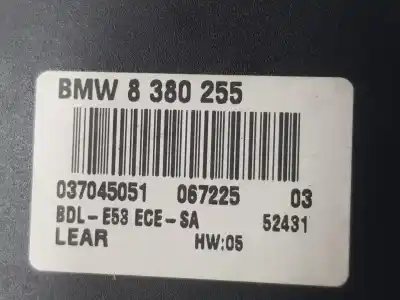 BMW 8 380 255
037045051 067225 03
BDL-E53 ECE-SA 52431
LEAR HW:05